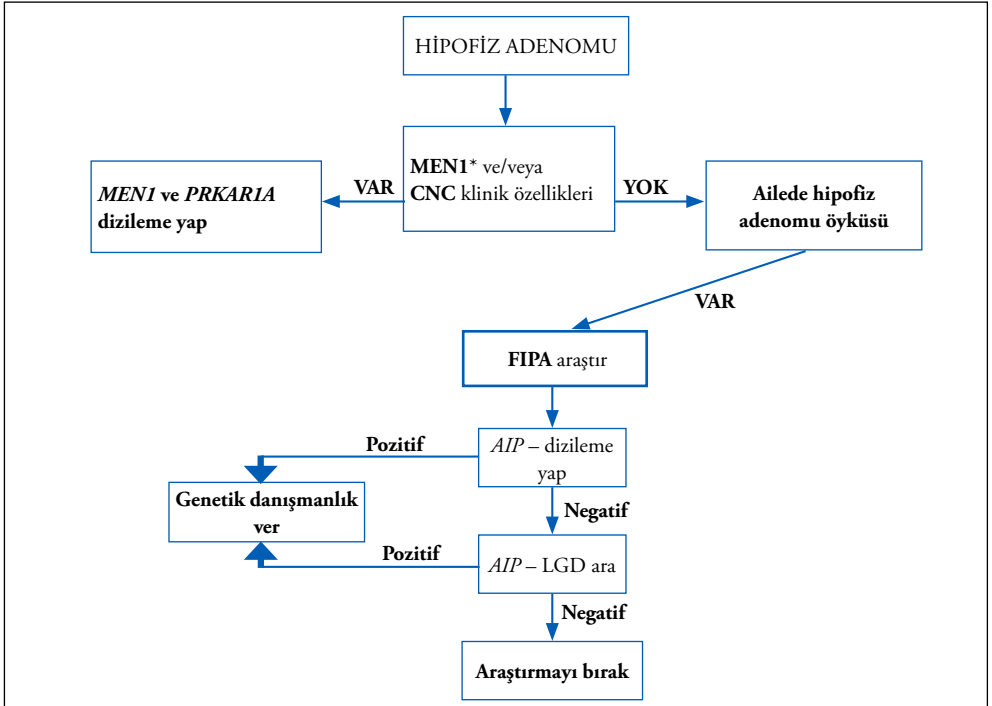 HİPOFİZ ADENOMU
MEN1* ve/veya
CNC klinik özellikleri
VAR
YOK
MEN1 ve PRKAR1A
dizileme yap
Ailede hipofiz
adenomu öyküsü
VAR
FIPA araştır
AIP – dizileme
yap
Pozitif
Genetik danışmanlık
ver
Negatif
AIP – LGD ara
Pozitif
Negatif
Araştırmayı bırak